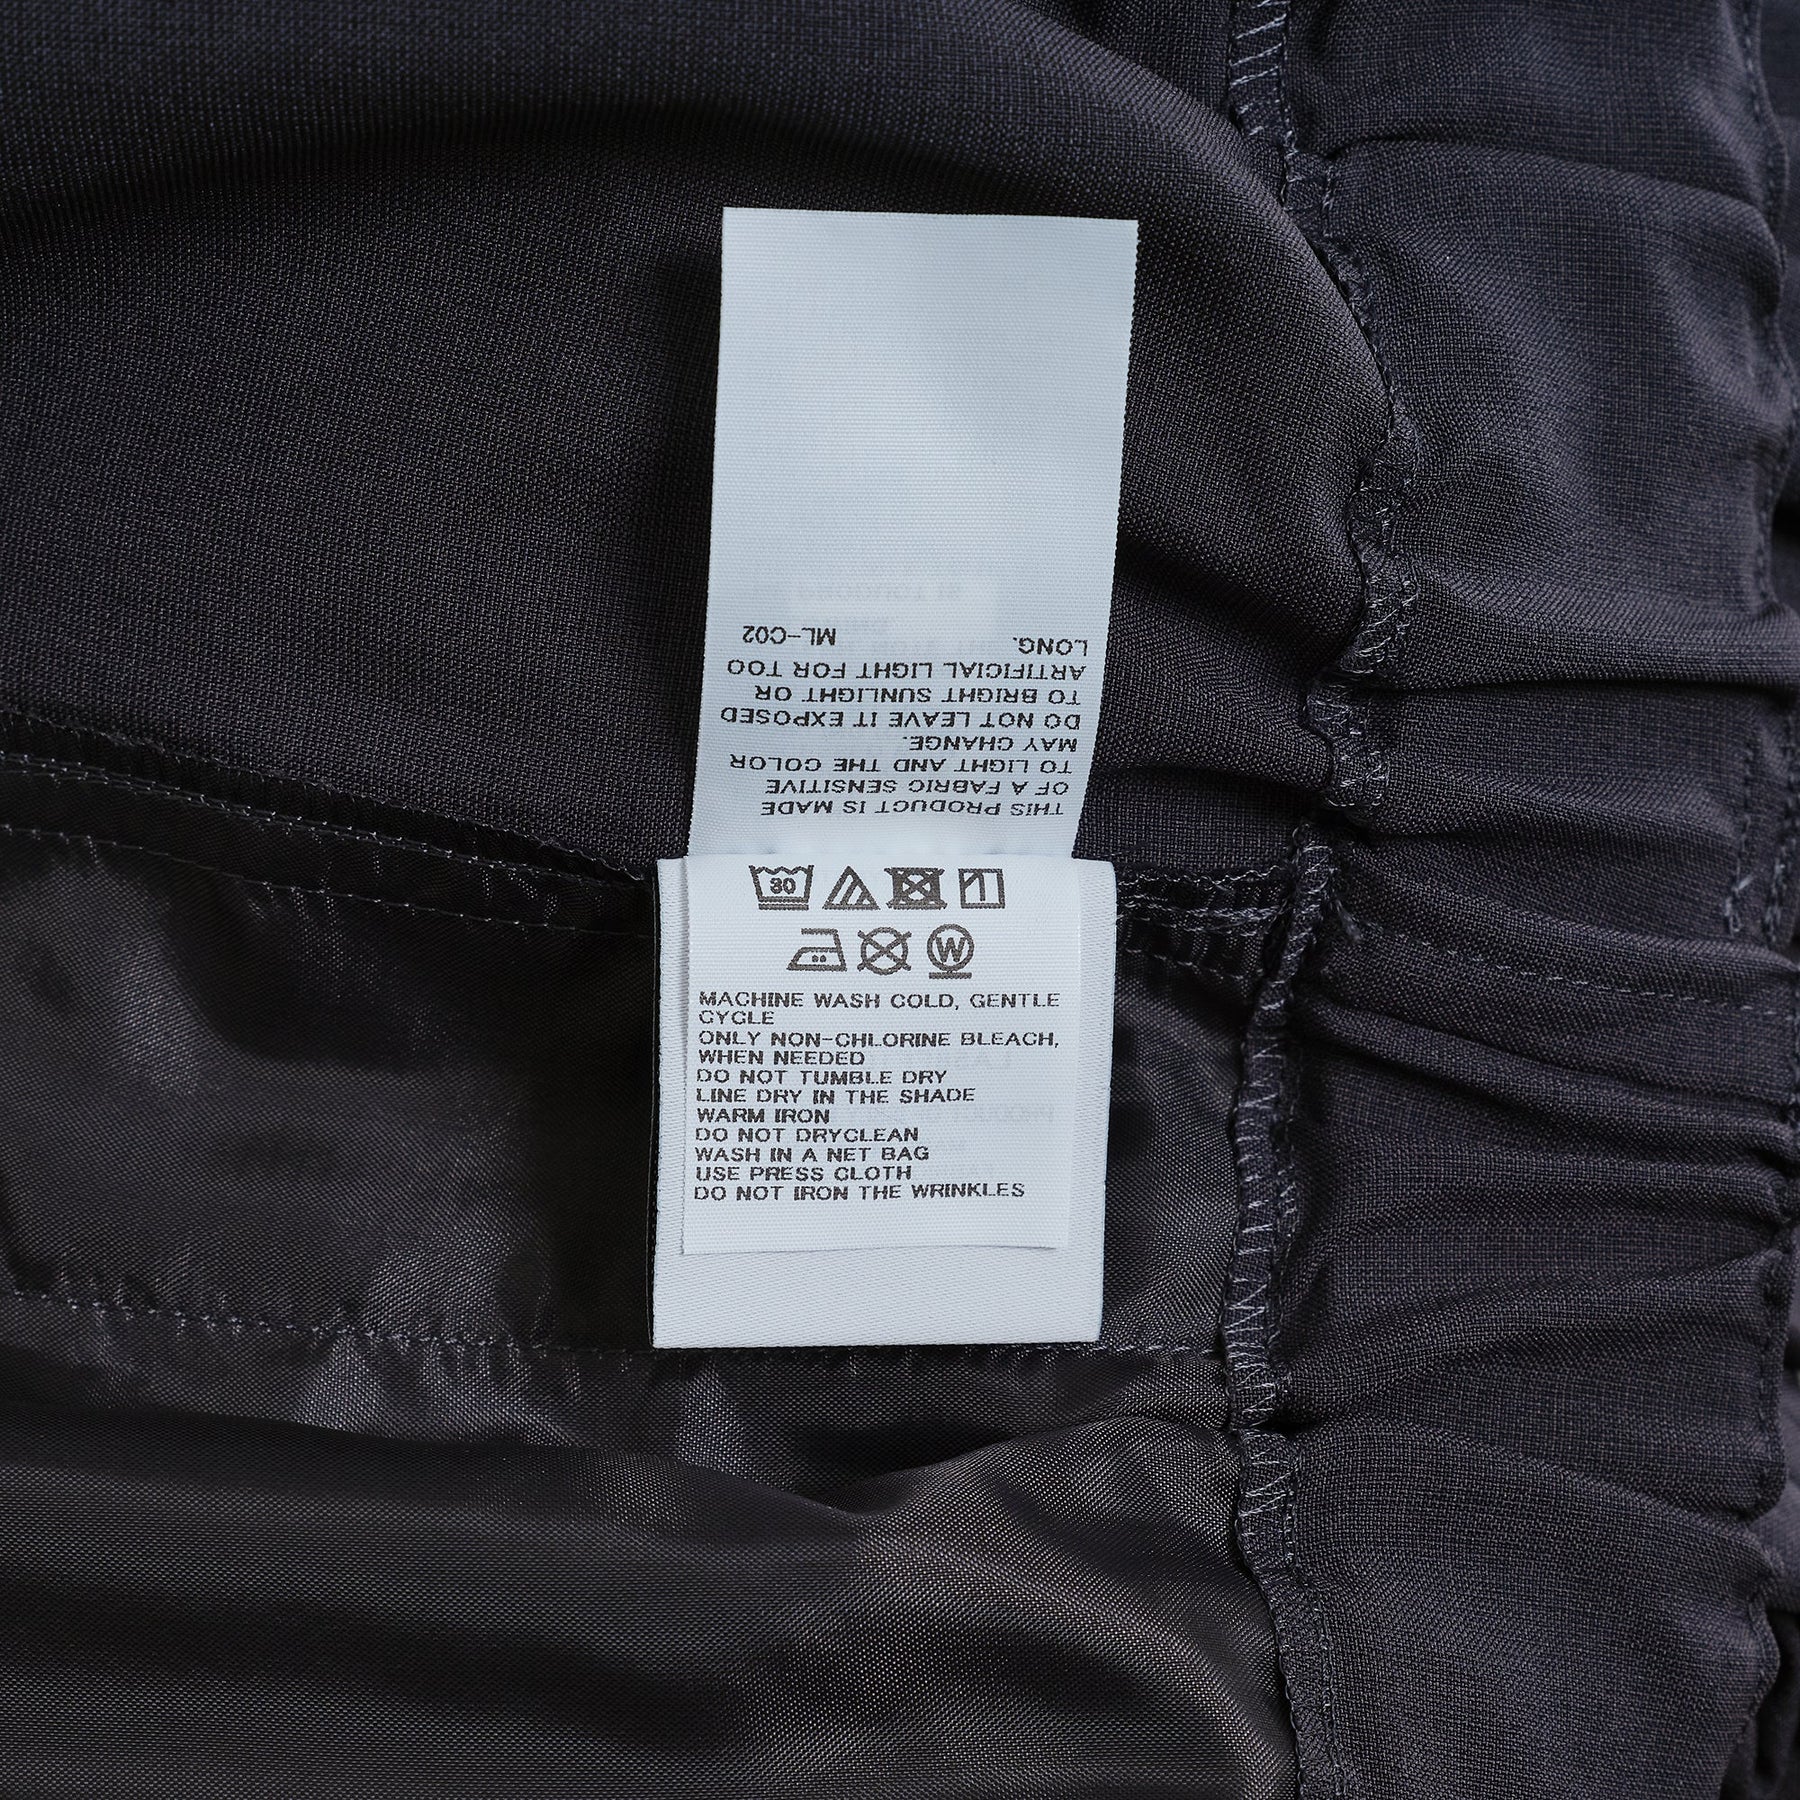 THIS PRODUCT IS MADE
OF A FABRIC SENSITIVE
TO LIGHT AND THE COLOR
MAY CHANGE.
DO NOT LEAVE IT EXPOSED
TO BRIGHT SUNLIGHT OR
ARTIFICIAL LIGHT FOR TOO
LONG. ML-C02
30
W
MACHINE WASH COLD, GENTLE
CYCLE
ONLY NON-CHLORINE BLEACH,
WHEN NEEDED
DO NOT TUMBLE DRY
LINE DRY IN THE SHADE
WARM IRON
DO NOT DRYCLEAN
WASH IN A NET BAG
USE PRESS CLOTH
DO NOT IRON THE WRINKLES